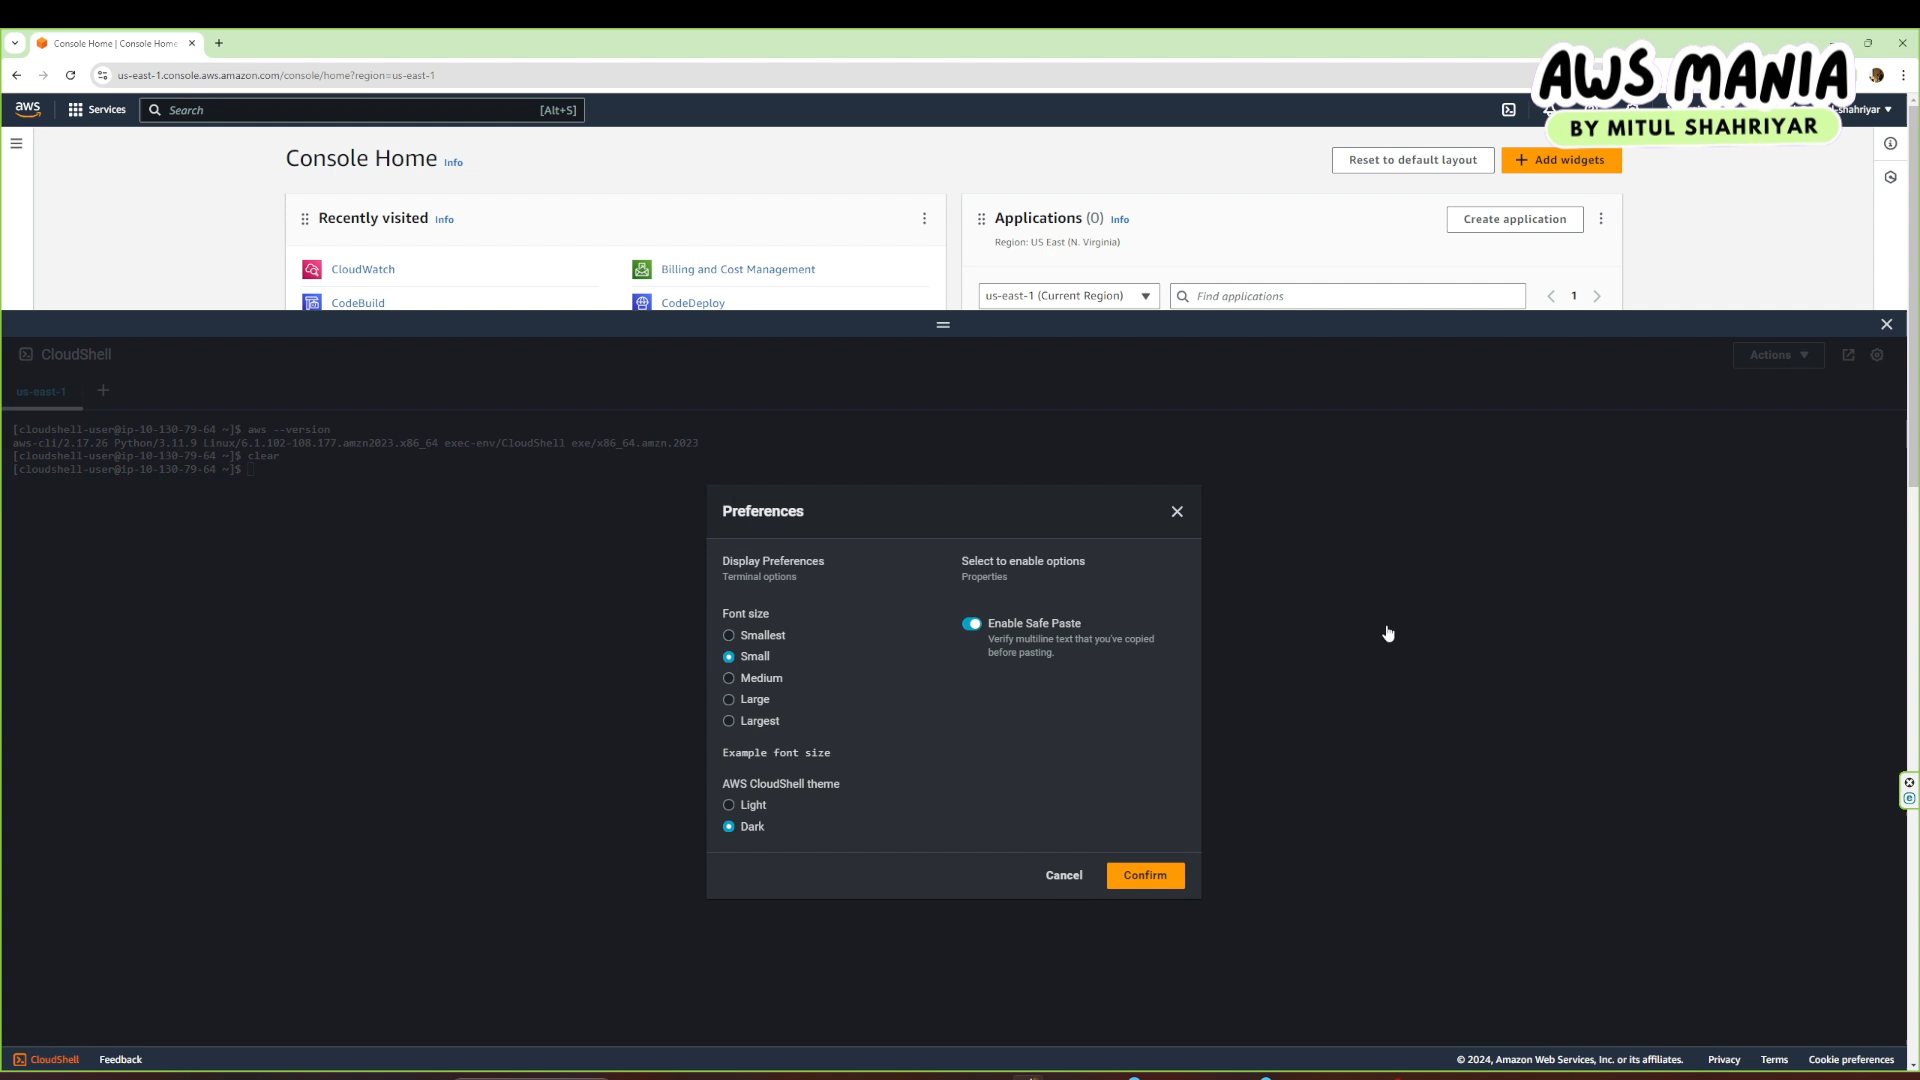 Console Home | Console Home
us-east-1.console.aws.amazon.com/console/home?region=us-east-1
AWS MANIA
BY MITUL SHAHRIYAR
aws
Services
Search
[Alt+S]
shahriyar
Console Home Info
Reset to default layout
Add widgets
Recently visited Info
CloudWatch
Billing and Cost Management
CodeBuild
CodeDeploy
Applications (0) Info
Region: US East (N. Virginia)
Create application
us-east-1 (Current Region)
Find applications
1
CloudShell
Actions
us-east-1
[cloudshell-user@ip-10-130-79-64 ~]$ aws --version
aws-cli/2.17.26 Python/3.11.9 Linux/6.1.102-108.177.amzn2023.x86_64 exec-env/CloudShell exe/x86_64.amzn.2023
[cloudshell-user@ip-10-130-79-64 ~]$ clear
[cloudshell-user@ip-10-130-79-64 ~]$
Preferences
Display Preferences
Terminal options
Font size
Smallest
Small
Medium
Large
Largest
Example font size
AWS CloudShell theme
Light
Dark
Select to enable options
Properties
Enable Safe Paste
Verify multiline text that you've copied
before pasting.
Cancel
Confirm
CloudShell
Feedback
© 2024, Amazon Web Services, Inc. or its affiliates.
Privacy
Terms
Cookie preferences